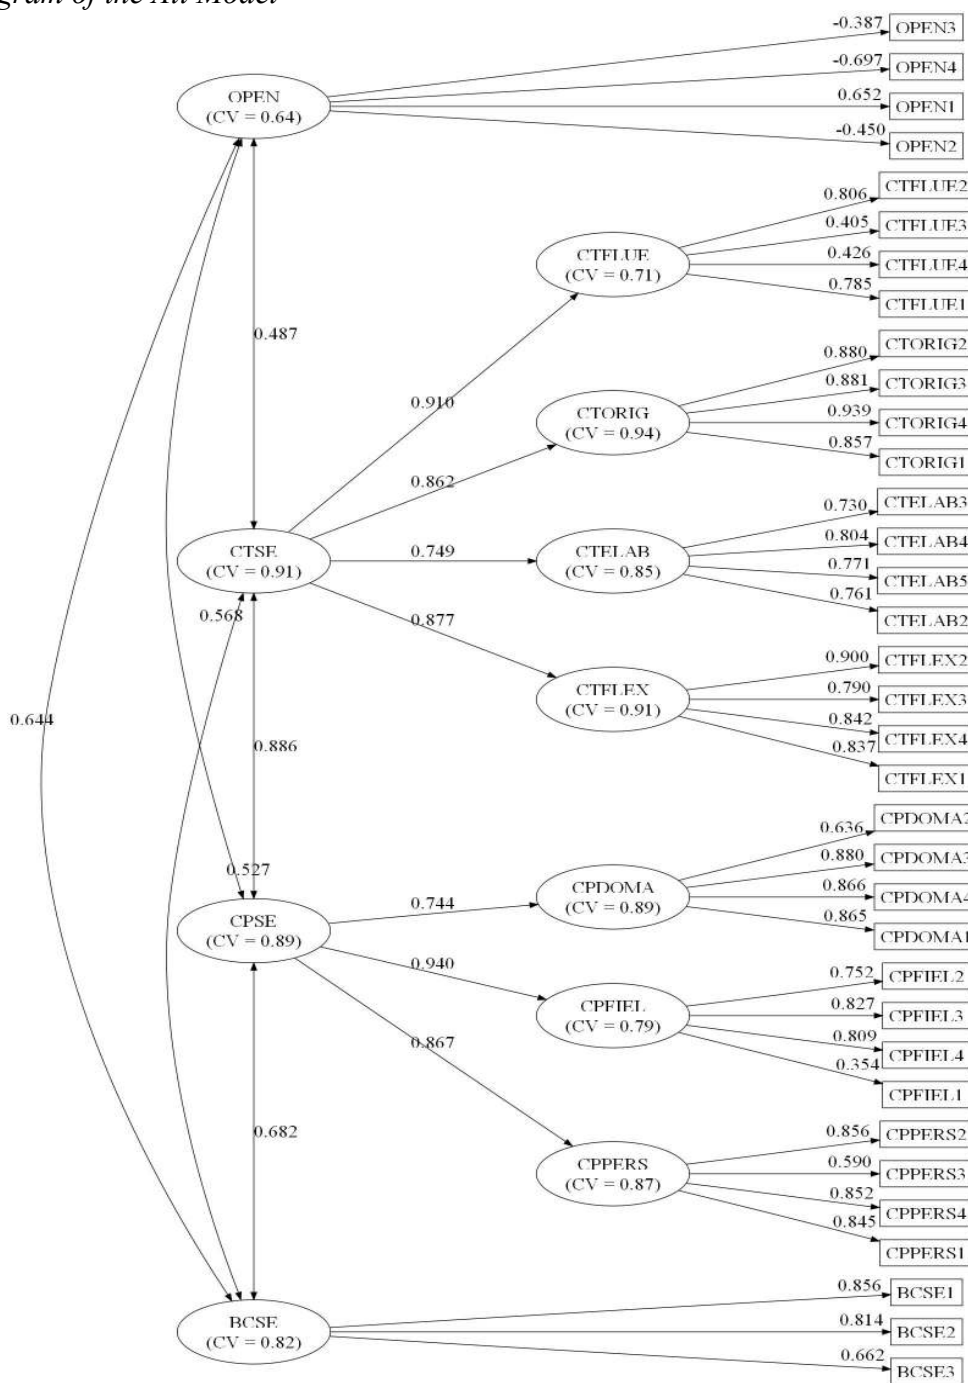 gram of the All Model
-0.387
OPEN3
-0.697
OPEN4
OPEN
(CV = 0.64)
0.652
OPEN1
-0.450
OPEN2
0.806
CTFLUE2
0.405
CTFLUE3
CTFLUE
(CV = 0.71)
0.426
CTFLUE4
0.785
CTFLUE1
0.487
0.880
CTORIG2
0.881
CTORIG3
0.910
CTORIG
(CV = 0.94)
0.939
CTORIG4
0.857
CTORIG1
0.862
0.730
CTELAB3
0.804
CTELAB4
CTSE
(CV = 0.91)
0.749
CTELAB
(CV = 0.85)
0.771
CTELAB5
0.761
CTELAB2
0.568
0.877
0.900
CTFLEX2
0.790
CTFLEX3
CTFLEX
(CV = 0.91)
0.842
CTFLEX4
0.837
CTFLEX1
0.644
0.886
0.636
CPDOMA2
0.880
CPDOMA3
0.527
0.744
CPDOMA
(CV = 0.89)
0.866
CPDOMA4
0.865
CPDOMA1
CPSE
(CV = 0.89)
0.940
0.752
CPFIEL2
0.827
CPFIEL3
CPFIEL
(CV = 0.79)
0.809
CPFIEL4
0.354
CPFIEL1
0.867
0.682
0.856
CPPERS2
0.590
CPPERS3
CPPERS
(CV = 0.87)
0.852
CPPERS4
0.845
CPPERS1
0.856
BCSE1
BCSE
(CV = 0.82)
0.814
BCSE2
0.662
BCSE3